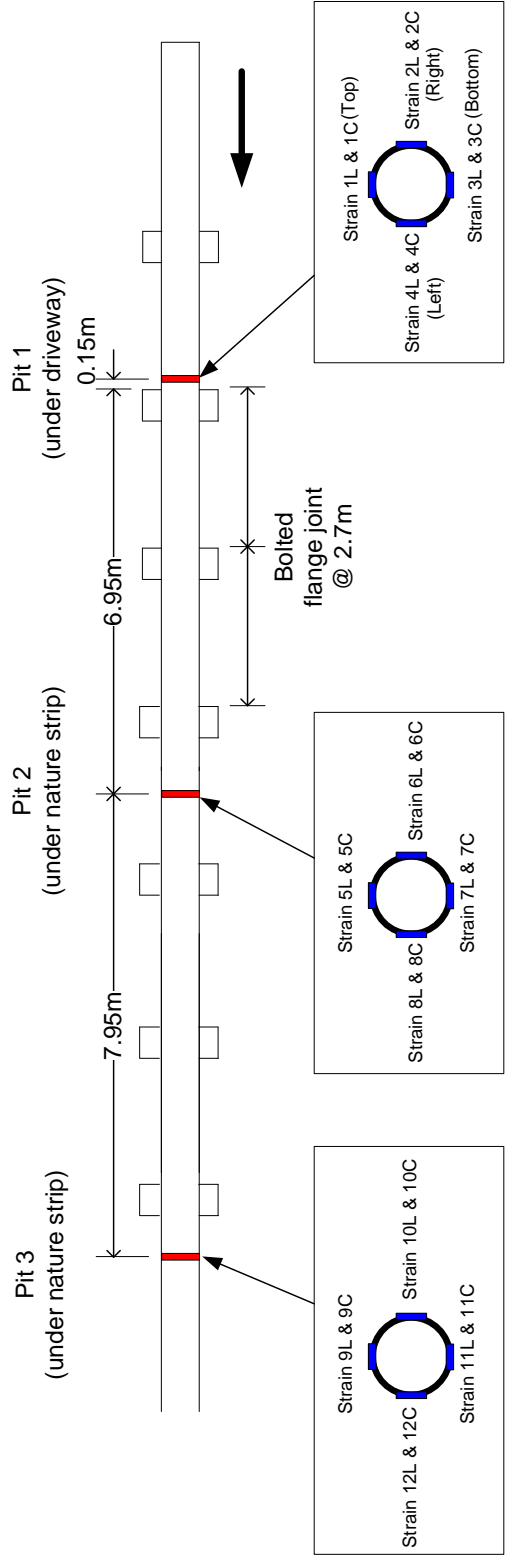 Pit 3
(under nature strip)
Pit 2
(under nature strip)
Pit 1
(under driveway)
7.95m
6.95m
0.15m
Bolted
flange joint
@ 2.7m
Strain 9L & 9C
Strain 12L & 12C
Strain 10L & 10C
Strain 11L & 11C
Strain 5L & 5C
Strain 8L & 8C
Strain 6L & 6C
Strain 7L & 7C
Strain 1L & 1C (Top)
Strain 4L & 4C
(Left)
Strain 2L & 2C
(Right)
Strain 3L & 3C (Bottom)